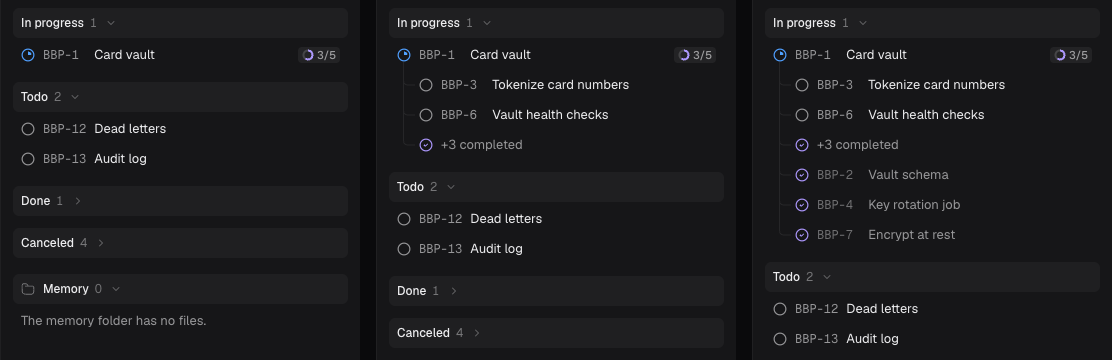 In progress 1
BBP-1 Card vault 3/5
Todo 2
BBP-12 Dead letters
BBP-13 Audit log
Done 1
Canceled 4
Memory 0
The memory folder has no files.
In progress 1
BBP-1 Card vault 3/5
BBP-3 Tokenize card numbers
BBP-6 Vault health checks
+3 completed
Todo 2
BBP-12 Dead letters
BBP-13 Audit log
Done 1
Canceled 4
In progress 1
BBP-1 Card vault 3/5
BBP-3 Tokenize card numbers
BBP-6 Vault health checks
+3 completed
BBP-2 Vault schema
BBP-4 Key rotation job
BBP-7 Encrypt at rest
Todo 2
BBP-12 Dead letters
BBP-13 Audit log